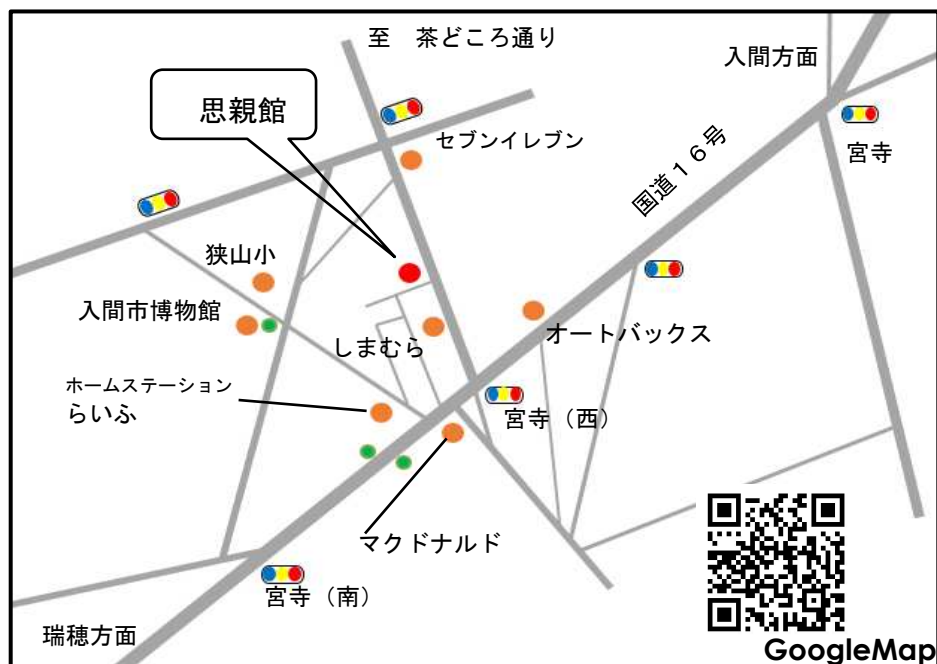 至　茶どころ通り
入間方面
思親館
セブンイレブン
国道１６号
宮寺
狭山小
入間市博物館
しまむら
オートバックス
ホームステーション
らいふ
宮寺（西）
マクドナルド
宮寺（南）
瑞穂方面
GoogleMap